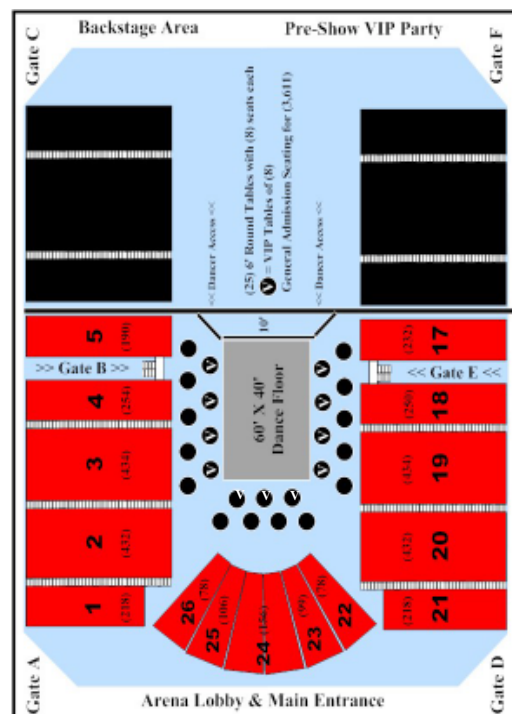 Backstage Area
Pre-Show VIP Party
Gate C
Gate F
(25) 6' Round Tables with (8) seats each
V = VIP Tables of (8)
General Admission Seating for (3,611)
<< Dancer Access <<
<< Dancer Access <<
10'
60' X 40'
Dance Floor
5
(190)
>> Gate B >>
4
(254)
3
(434)
2
(432)
1
(218)
17
(232)
<< Gate E <<
18
(250)
19
(434)
20
(432)
21
(218)
V
V
V
V
V
V
V
V
V
V
V
26
(78)
25
(100)
24
23
(99)
22
(78)
Gate A
Gate D
Arena Lobby & Main Entrance